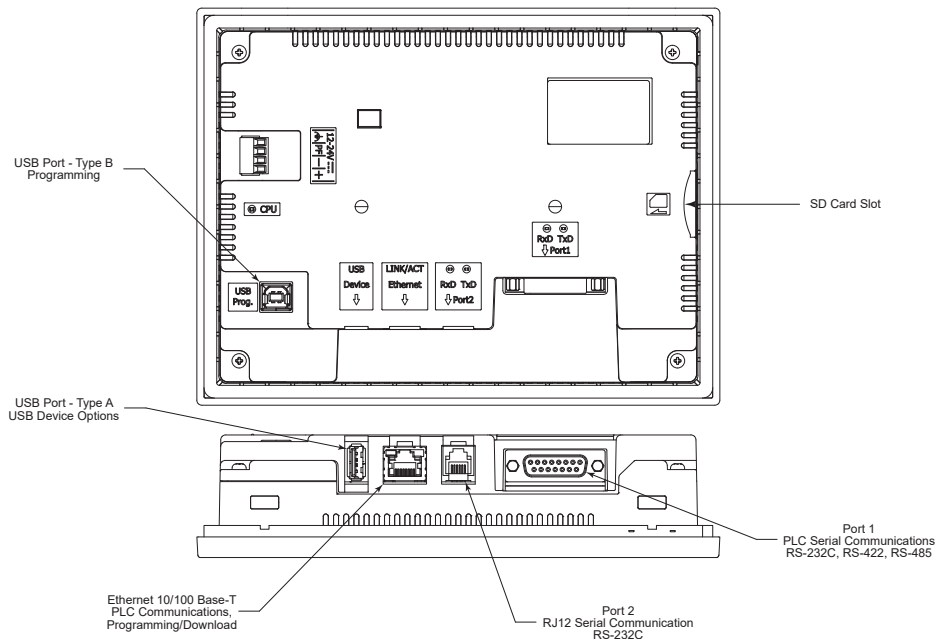 12-24V
PF
— +
CPU
RxD TxD
Port1
USB
Device
LINK/ACT
Ethernet
RxD TxD
Port2
USB
Prog.
USB Port - Type B
Programming
SD Card Slot
USB Port - Type A
USB Device Options
Port 1
PLC Serial Communications
RS-232C, RS-422, RS-485
Ethernet 10/100 Base-T
PLC Communications,
Programming/Download
Port 2
RJ12 Serial Communication
RS-232C